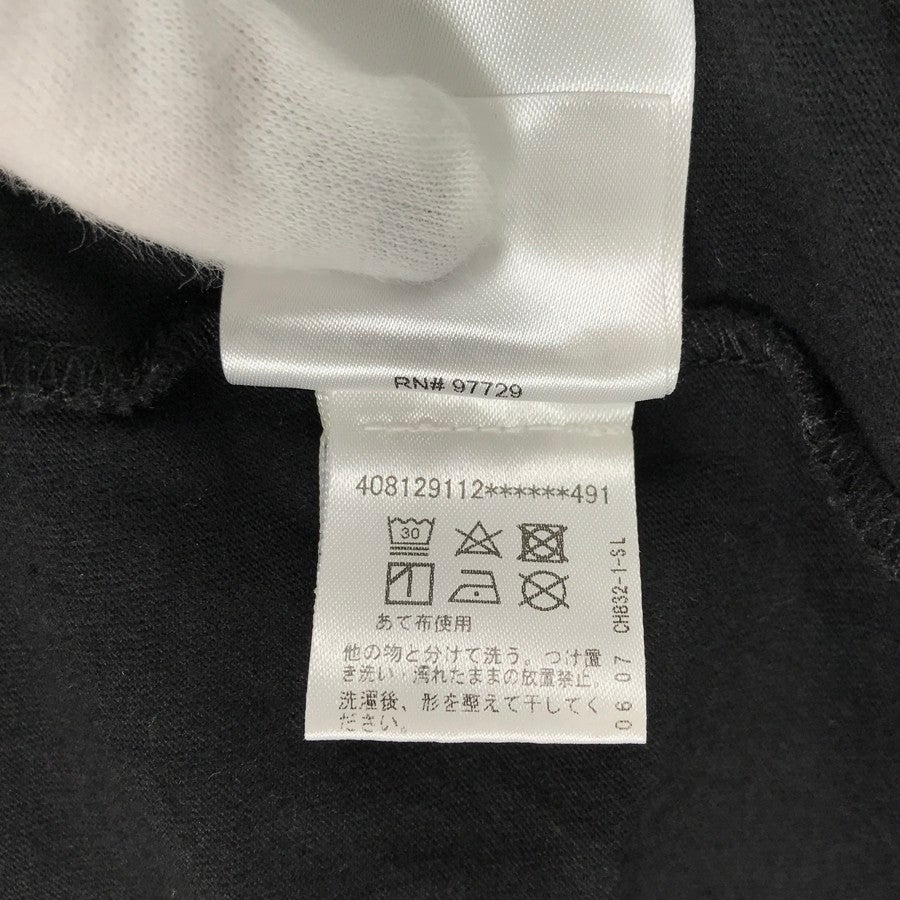 RN# 97729
408129112******491
30
あて布使用
他の物と分けて洗う。つけ置
き洗い・濡れたままの放置禁止。
洗濯後、形を整えて干してく
ださい。
06 07 CH832-1-SL